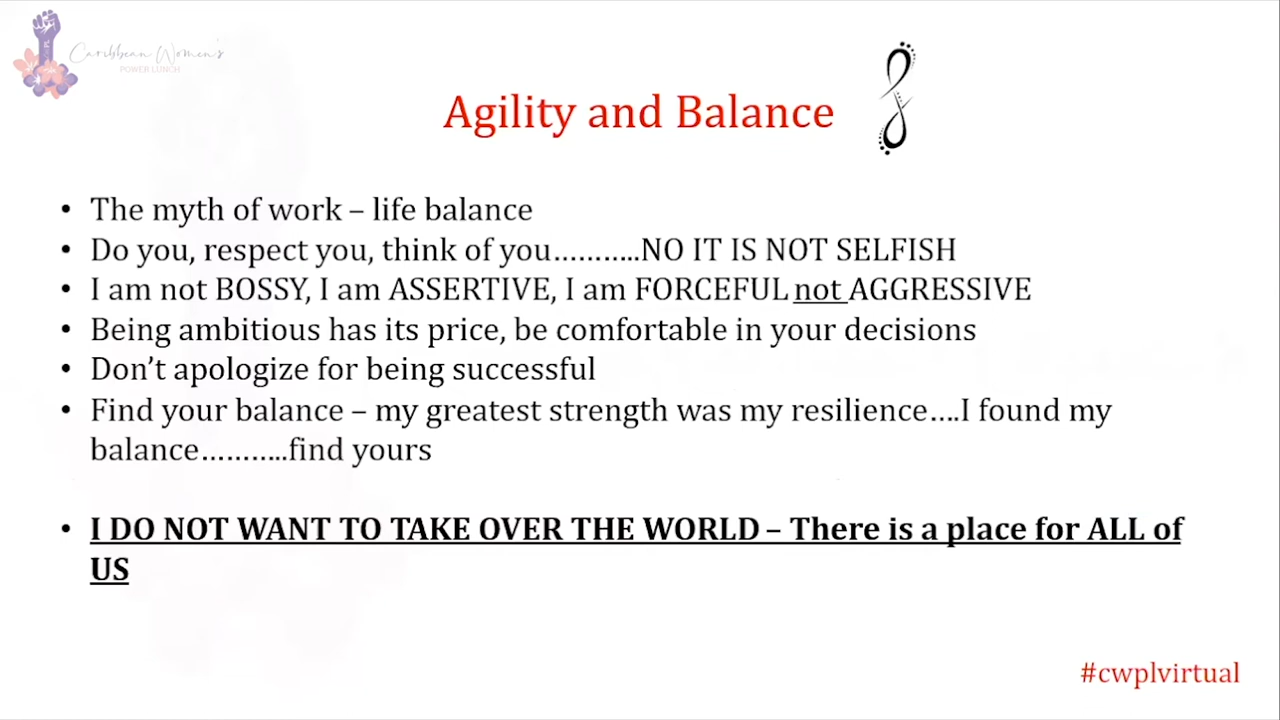 Caribbean Women's
POWER LUNCH
Agility and Balance
• The myth of work – life balance
• Do you, respect you, think of you………..NO IT IS NOT SELFISH
• I am not BOSSY, I am ASSERTIVE, I am FORCEFUL not AGGRESSIVE
• Being ambitious has its price, be comfortable in your decisions
• Don’t apologize for being successful
• Find your balance – my greatest strength was my resilience….I found my
balance………..find yours
• I DO NOT WANT TO TAKE OVER THE WORLD – There is a place for ALL of
US
#cwplvirtual